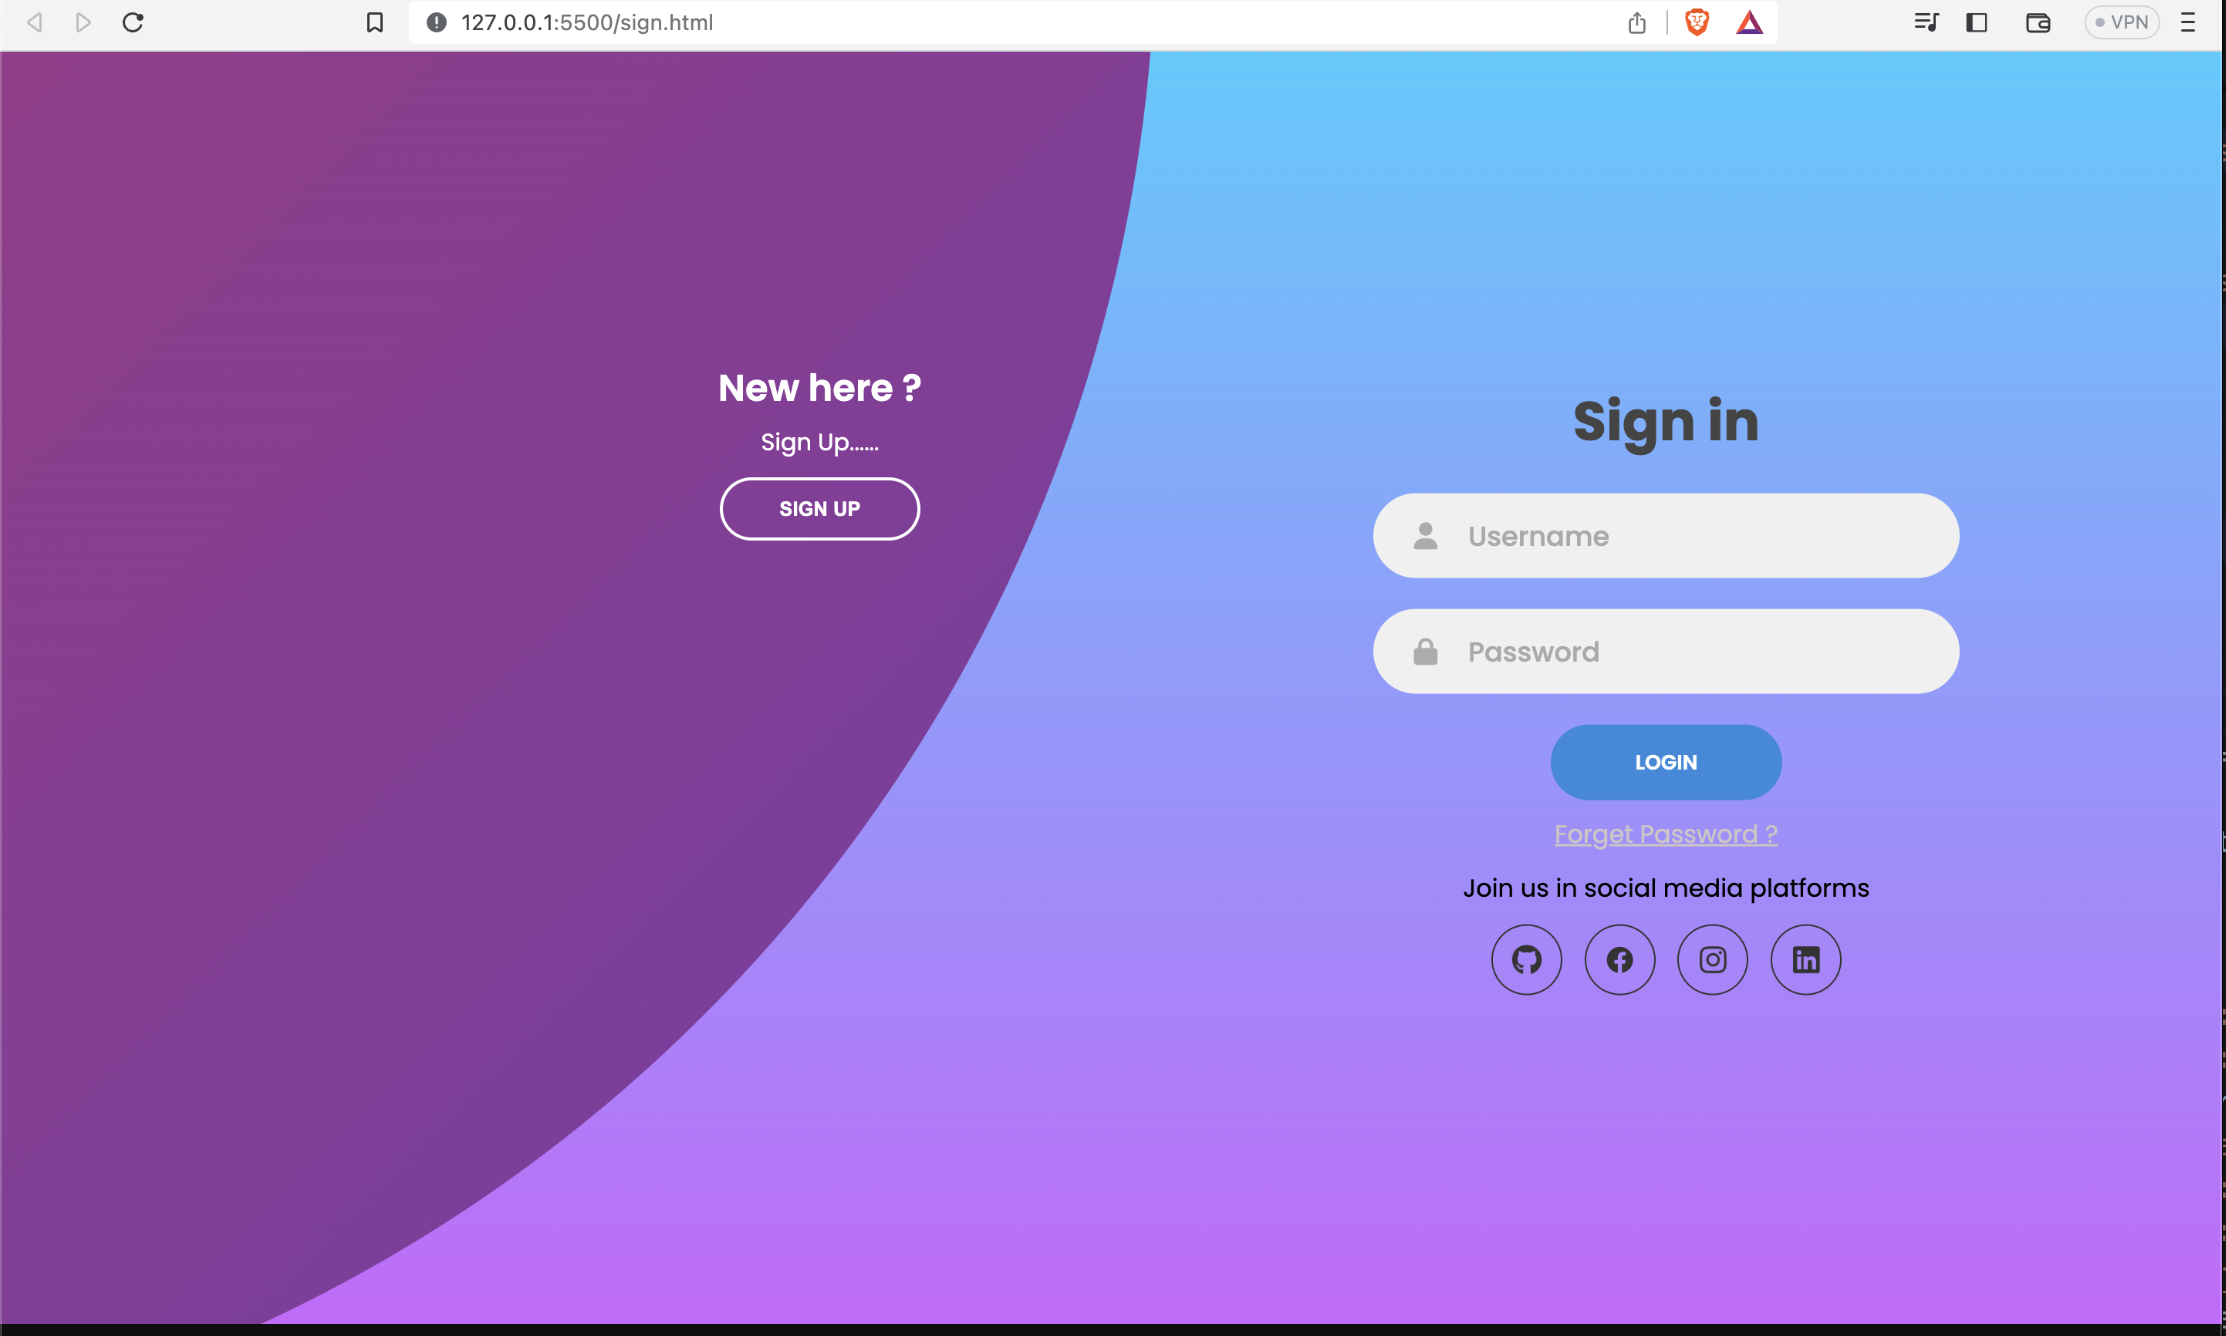 127.0.0.1:5500/sign.html
VPN
New here ?
Sign Up......
SIGN UP
Sign in
Username
Password
LOGIN
Forget Password ?
Join us in social media platforms
in